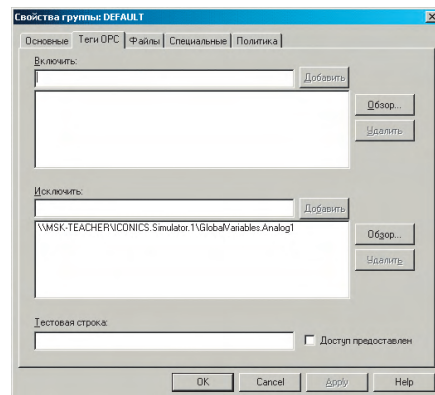 Свойства группы: DEFAULT
Основные Теги OPC Файлы Специальные Политика
Включить:
Добавить
Обзор...
Удалить
Исключить:
Добавить
\\MSK-TEACHER\ICONICS.Simulator.1\GlobalVariables.Analog1
Обзор...
Удалить
Тестовая строка:
Доступ предоставлен
OK Cancel Apply Help